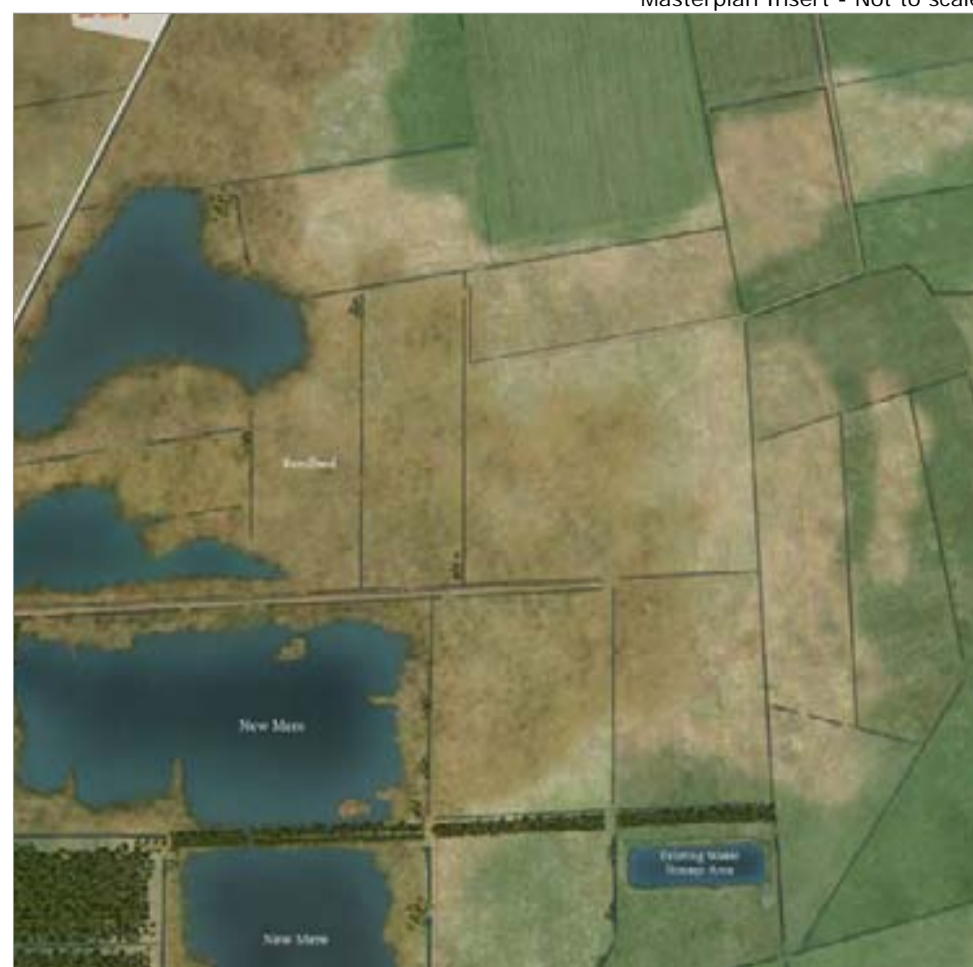 Masterplan Insert - Not to scale
Reedbed
New Mere
Existing Water
Storage Area
New Mere